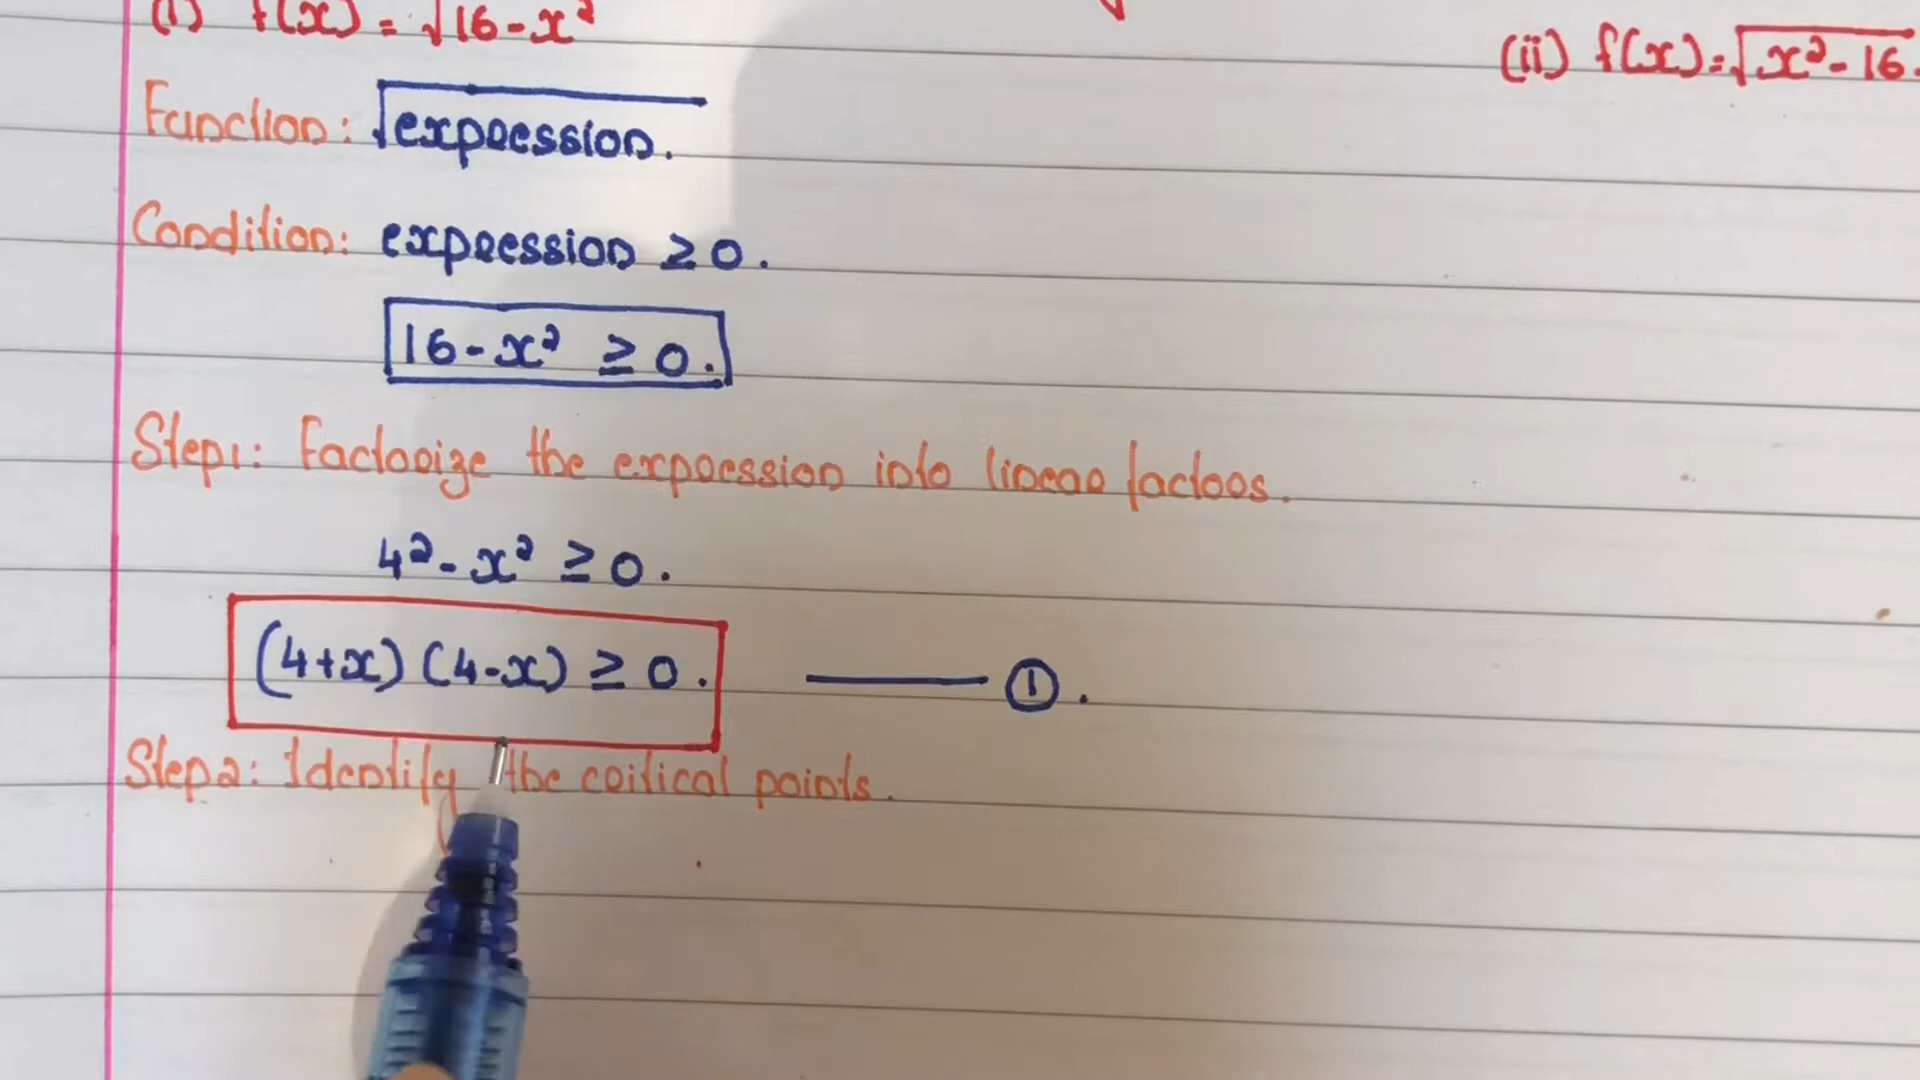 (i) f(x) = √16-x²
(ii) f(x) = √x²-16.
Function: √expression.
Condition: expression ≥ 0.
16-x² ≥ 0.
Step1: Factorize the expression into linear factors.
4²-x² ≥ 0.
(4+x) (4-x) ≥ 0. —— ①.
Step2: Identify the critical points.